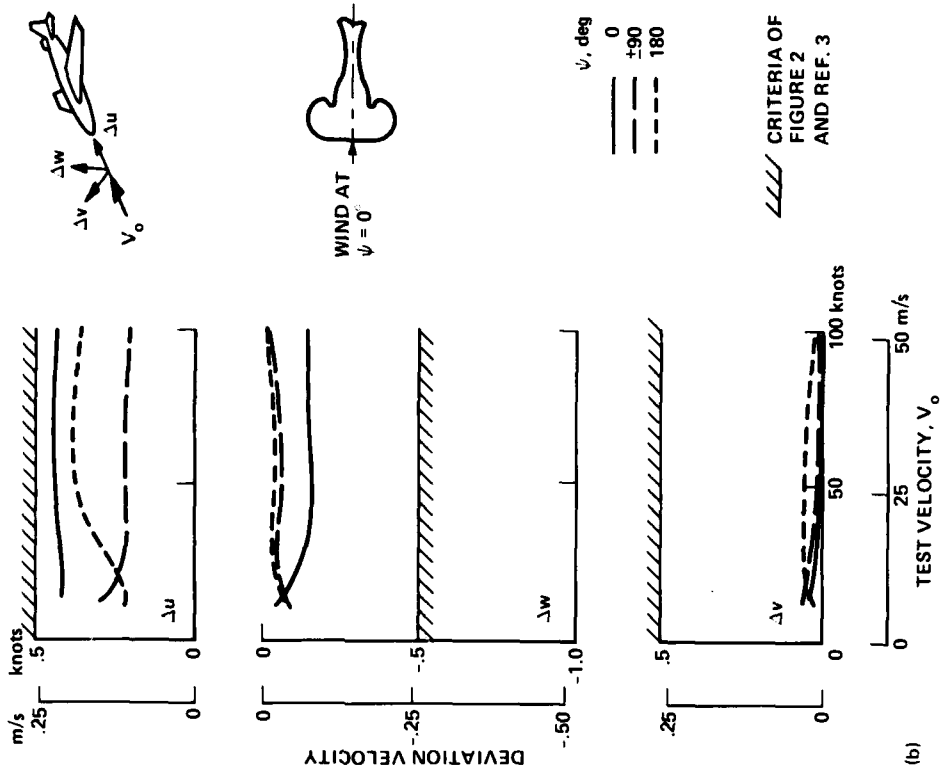 m/s
knots
.25
.5
Δu
0
0
0
0
-.25
-.5
Δw
-.50
-1.0
.5
.25
Δv
0
0
50
100 knots
0
25
50 m/s
DEVIATION VELOCITY
TEST VELOCITY, Vo
Δw
Δv
Δu
Vo
WIND AT
ψ = 0°
ψ, deg
0
±90
180
CRITERIA OF
FIGURE 2
AND REF. 3
(b)